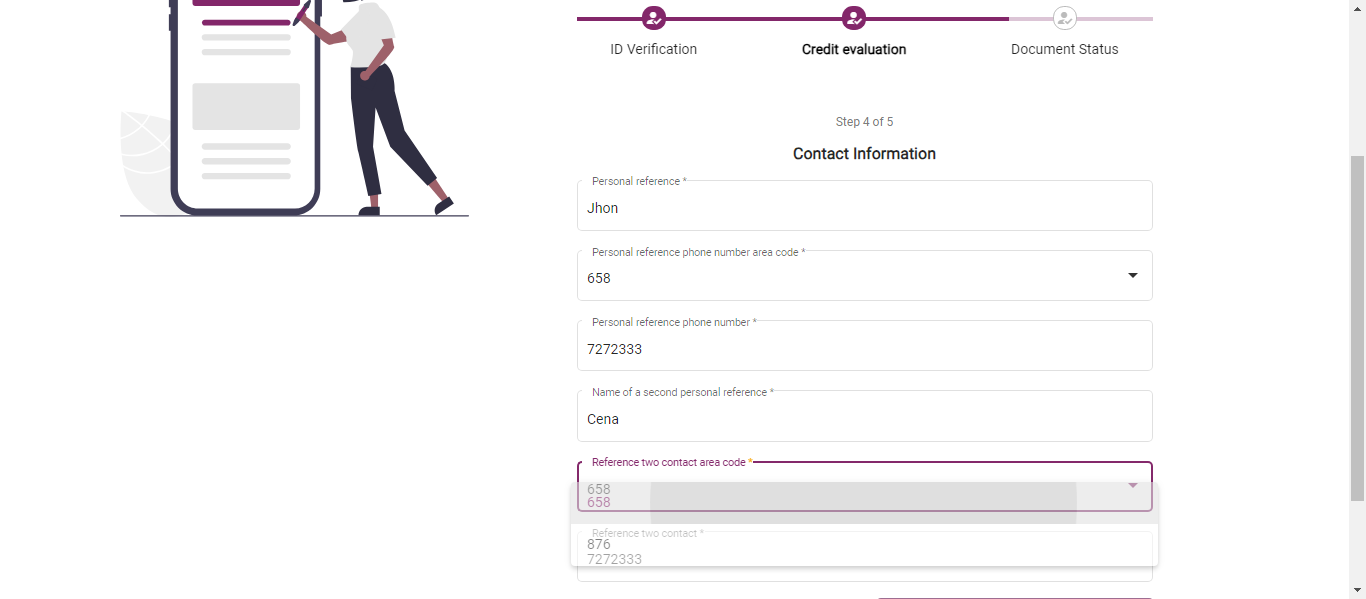 ID Verification
Credit evaluation
Document Status
Step 4 of 5
Contact Information
Personal reference *
Jhon
Personal reference phone number area code *
658
Personal reference phone number *
7272333
Name of a second personal reference *
Cena
Reference two contact area code *
658
658
Reference two contact *
876
7272333